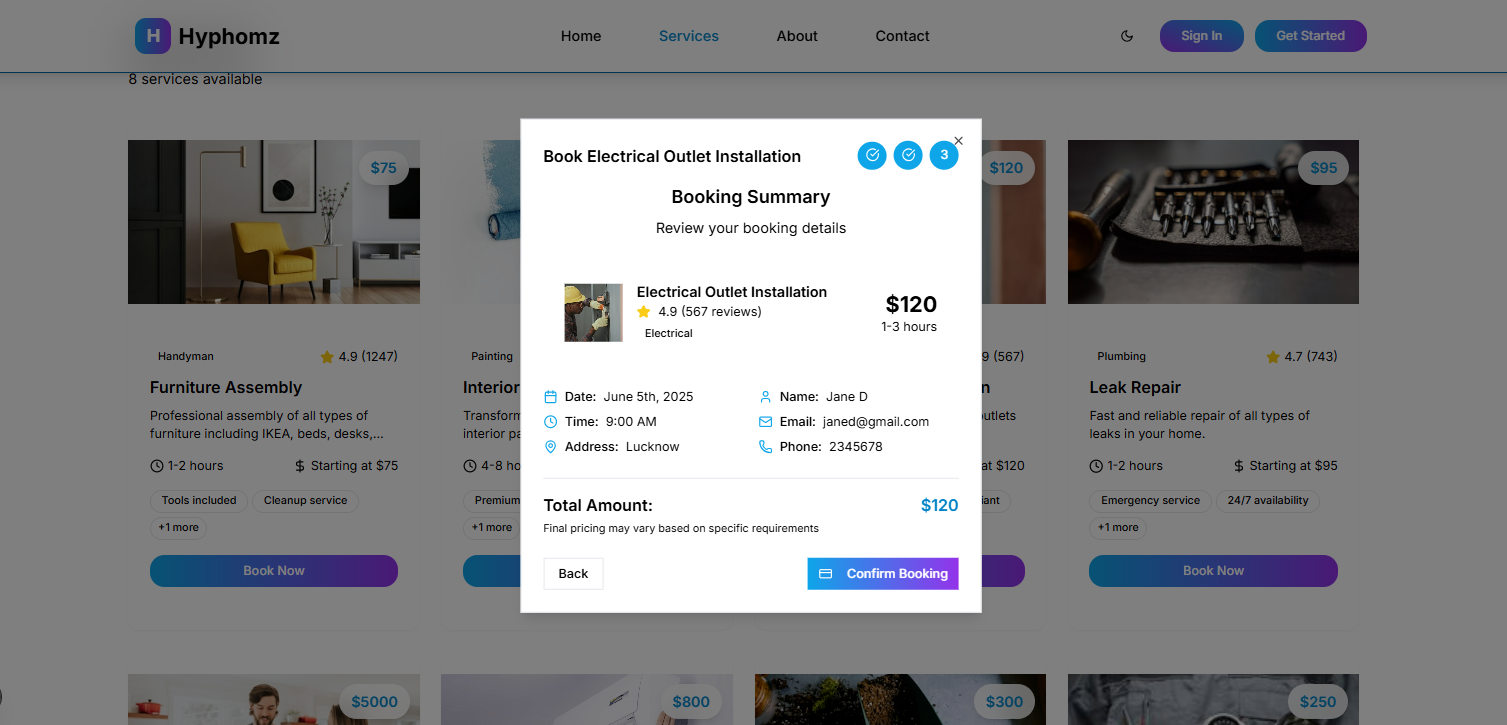 H Hyphomz
Home Services About Contact
Sign In Get Started
8 services available
$75
$120
$95
Book Electrical Outlet Installation
3
Booking Summary
Review your booking details
Electrical Outlet Installation
4.9 (567 reviews)
Electrical
$120
1-3 hours
Date: June 5th, 2025
Name: Jane D
Time: 9:00 AM
Email: janed@gmail.com
Address: Lucknow
Phone: 2345678
Total Amount: $120
Final pricing may vary based on specific requirements
Back
Confirm Booking
Handyman 4.9 (1247)
Furniture Assembly
Professional assembly of all types of
furniture including IKEA, beds, desks,...
1-2 hours $ Starting at $75
Tools included Cleanup service
+1 more
Book Now
Painting
Interior
4-8
Premium
+1 more
(567)
at $120
Plumbing 4.7 (743)
Leak Repair
Fast and reliable repair of all types of
leaks in your home.
1-2 hours $ Starting at $95
Emergency service 24/7 availability
+1 more
Book Now
$5000
$800
$300
$250